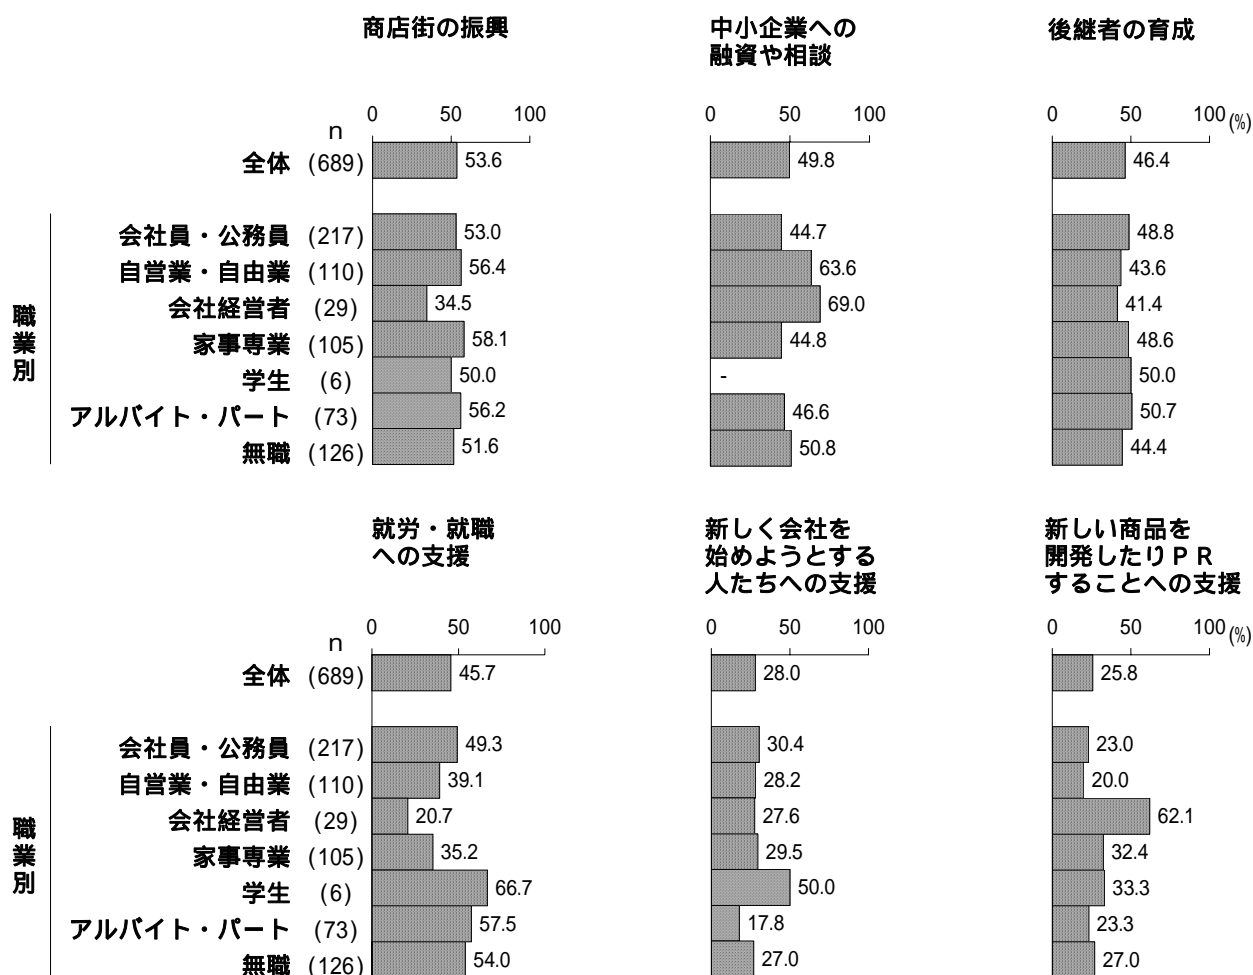 商店街の振興
中小企業への
融資や相談
後継者の育成
n 0 50 100 0 50 100 0 50 100 (%)
全体 (689) 53.6 49.8 46.4
職業別
会社員・公務員 (217) 53.0 44.7 48.8
自営業・自由業 (110) 56.4 63.6 43.6
会社経営者 (29) 34.5 69.0 41.4
家事専業 (105) 58.1 44.8 48.6
学生 (6) 50.0 - 50.0
アルバイト・パート (73) 56.2 46.6 50.7
無職 (126) 51.6 50.8 44.4
就労・就職
への支援
新しく会社を
始めようとする
人たちへの支援
新しい商品を
開発したりPR
することへの支援
n 0 50 100 0 50 100 0 50 100 (%)
全体 (689) 45.7 28.0 25.8
職業別
会社員・公務員 (217) 49.3 30.4 23.0
自営業・自由業 (110) 39.1 28.2 20.0
会社経営者 (29) 20.7 27.6 62.1
家事専業 (105) 35.2 29.5 32.4
学生 (6) 66.7 50.0 33.3
アルバイト・パート (73) 57.5 17.8 23.3
無職 (126) 54.0 27.0 27.0